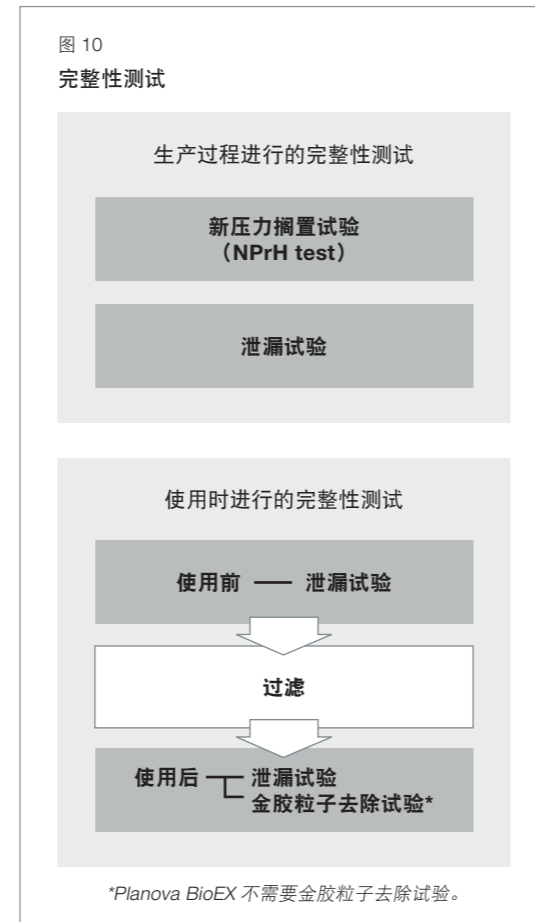 图 10
完整性测试
生产过程进行的完整性测试
新压力搁置试验
（NPrH test）
泄漏试验
使用时进行的完整性测试
使用前 —— 泄漏试验
过滤
使用后 泄漏试验
金胶粒子去除试验*
*Planova BioEX 不需要金胶粒子去除试验。